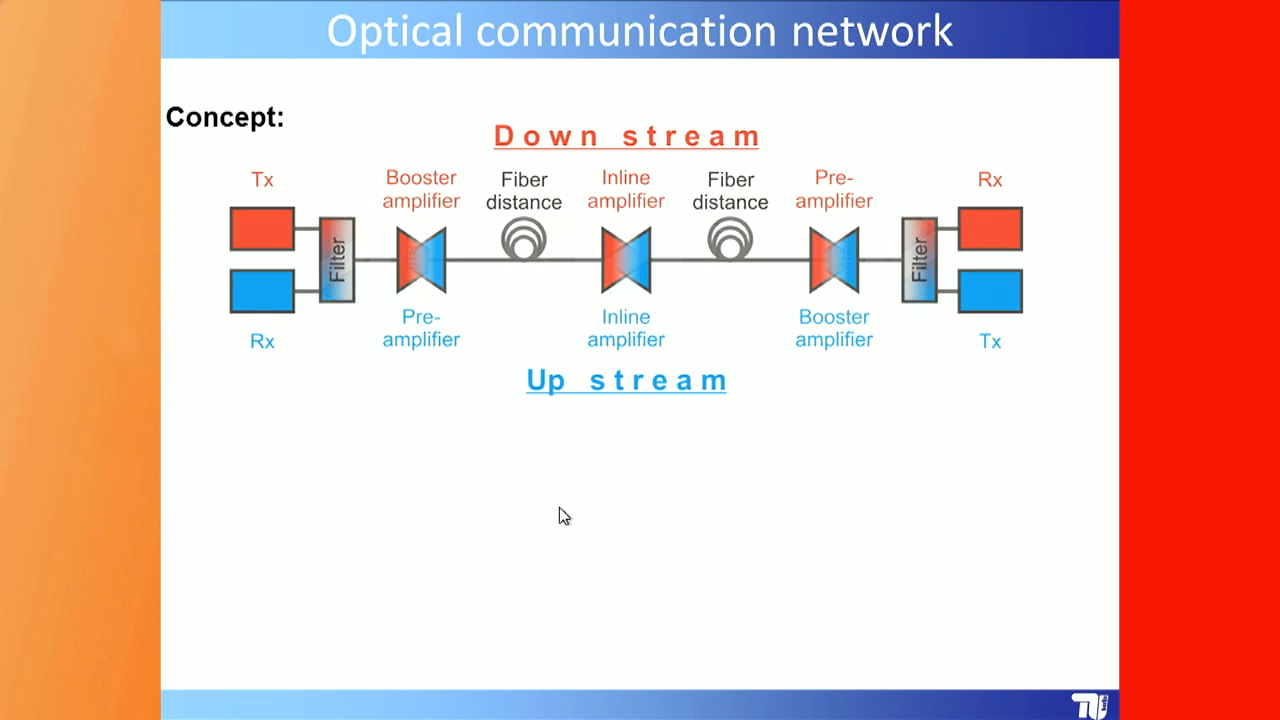 Optical communication network
Concept:
Down stream
Tx
Booster
amplifier
Fiber
distance
Inline
amplifier
Fiber
distance
Pre-
amplifier
Rx
Filter
Filter
Rx
Pre-
amplifier
Inline
amplifier
Booster
amplifier
Tx
Up stream